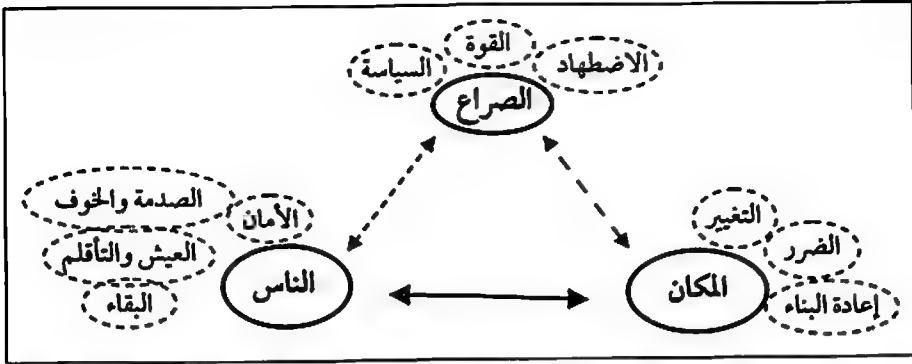 القوة
الاضطهاد
السياسة
الصراع
الصدمة والخوف
الأمان
العيش والتأقلم
البقاء
الناس
التغيير
الضرر
إعادة البناء
المكان